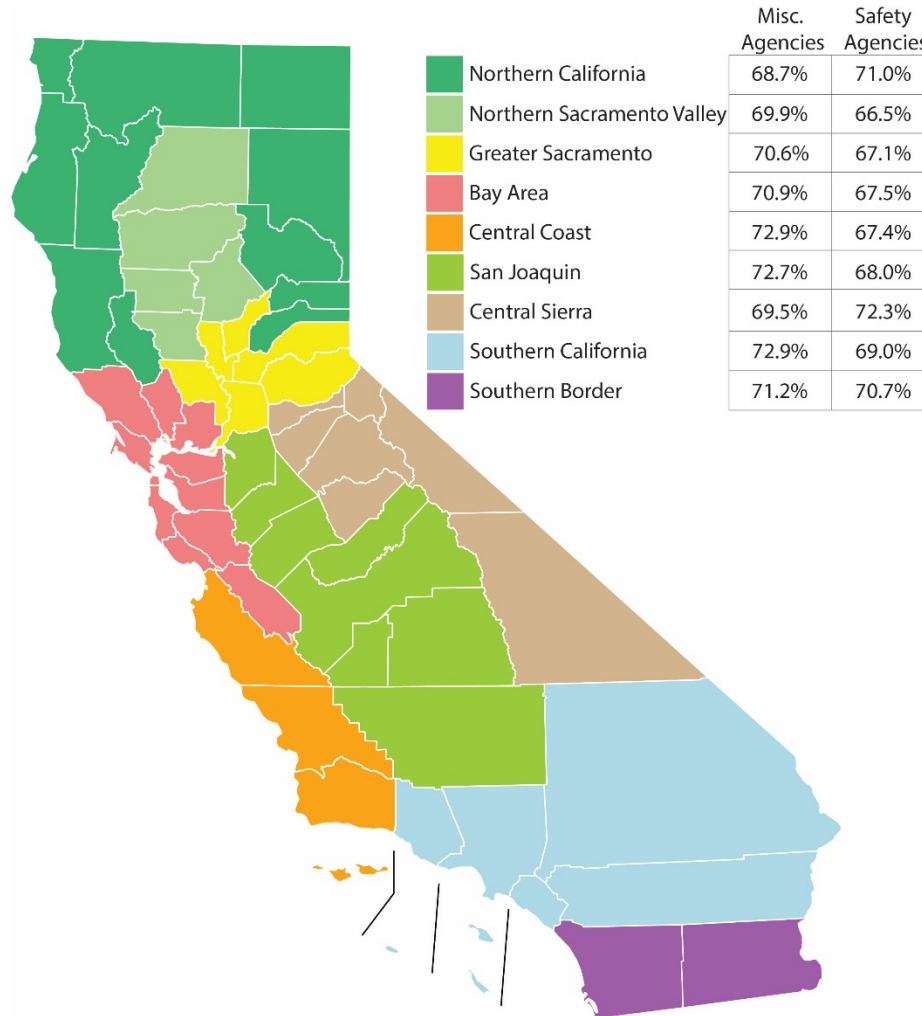 Misc. Safety
Agencies Agencies
Northern California 68.7% 71.0%
Northern Sacramento Valley 69.9% 66.5%
Greater Sacramento 70.6% 67.1%
Bay Area 70.9% 67.5%
Central Coast 72.9% 67.4%
San Joaquin 72.7% 68.0%
Central Sierra 69.5% 72.3%
Southern California 72.9% 69.0%
Southern Border 71.2% 70.7%